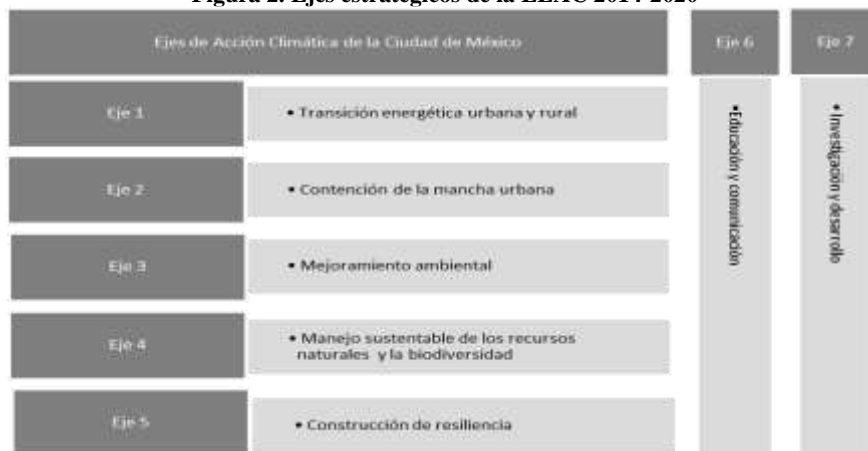 Figura 2. Ejes estratégicos de la ELAC 2014-2020
Ejes de Acción Climática de la Ciudad de México
Eje 6
Eje 7
Eje 1
• Transición energética urbana y rural
Eje 2
• Contención de la mancha urbana
Eje 3
• Mejoramiento ambiental
Eje 4
• Manejo sustentable de los recursos
naturales y la biodiversidad
Eje 5
• Construcción de resiliencia
•Educación y comunicación
• Investigación y desarrollo